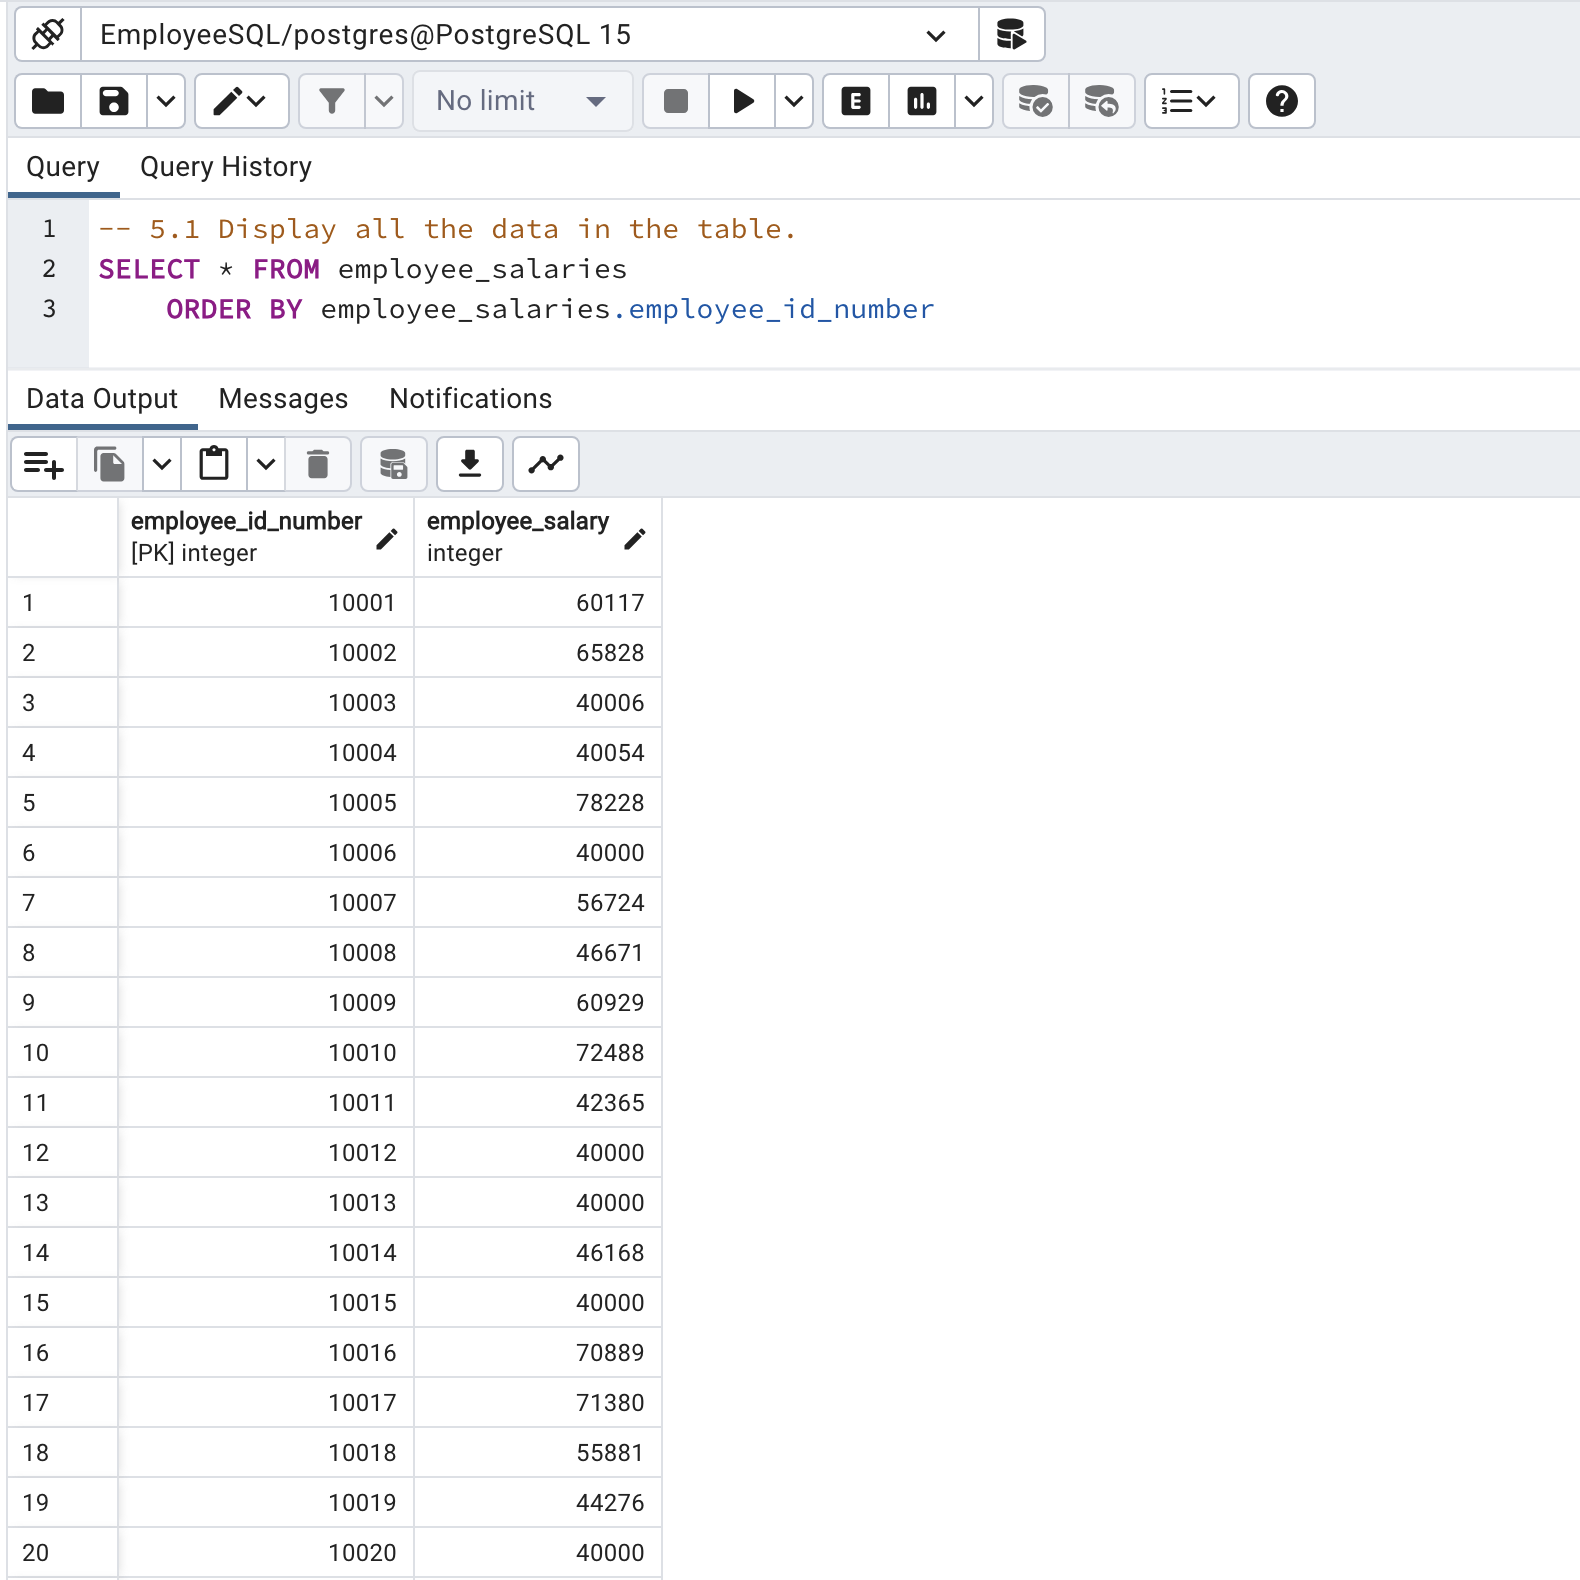 EmployeeSQL/postgres@PostgreSQL 15
No limit
E
Query Query History
1 -- 5.1 Display all the data in the table.
2 SELECT * FROM employee_salaries
3 ORDER BY employee_salaries.employee_id_number
Data Output Messages Notifications
employee_id_number employee_salary
[PK] integer integer
1 10001 60117
2 10002 65828
3 10003 40006
4 10004 40054
5 10005 78228
6 10006 40000
7 10007 56724
8 10008 46671
9 10009 60929
10 10010 72488
11 10011 42365
12 10012 40000
13 10013 40000
14 10014 46168
15 10015 40000
16 10016 70889
17 10017 71380
18 10018 55881
19 10019 44276
20 10020 40000